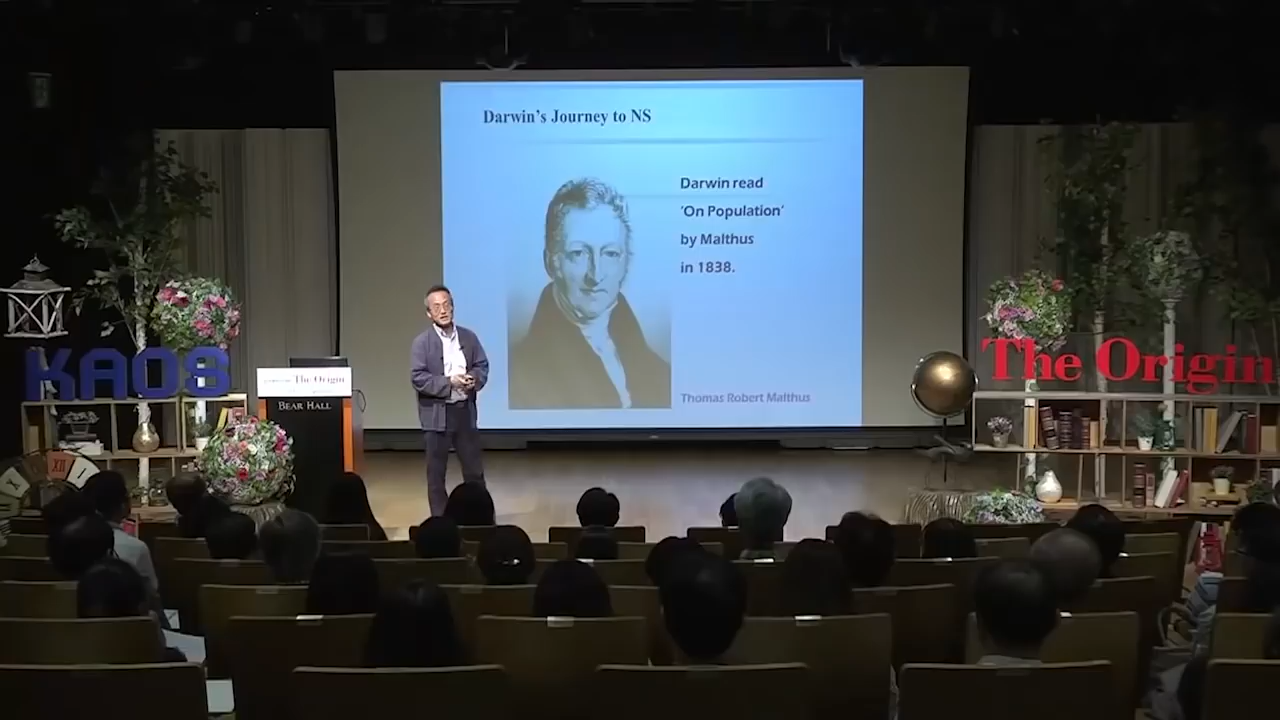 Darwin's Journey to NS
Darwin read
'On Population'
by Malthus
in 1838.
Thomas Robert Malthus
KAOS
The Origin
BEAR HALL
The Origin
XII
I
X